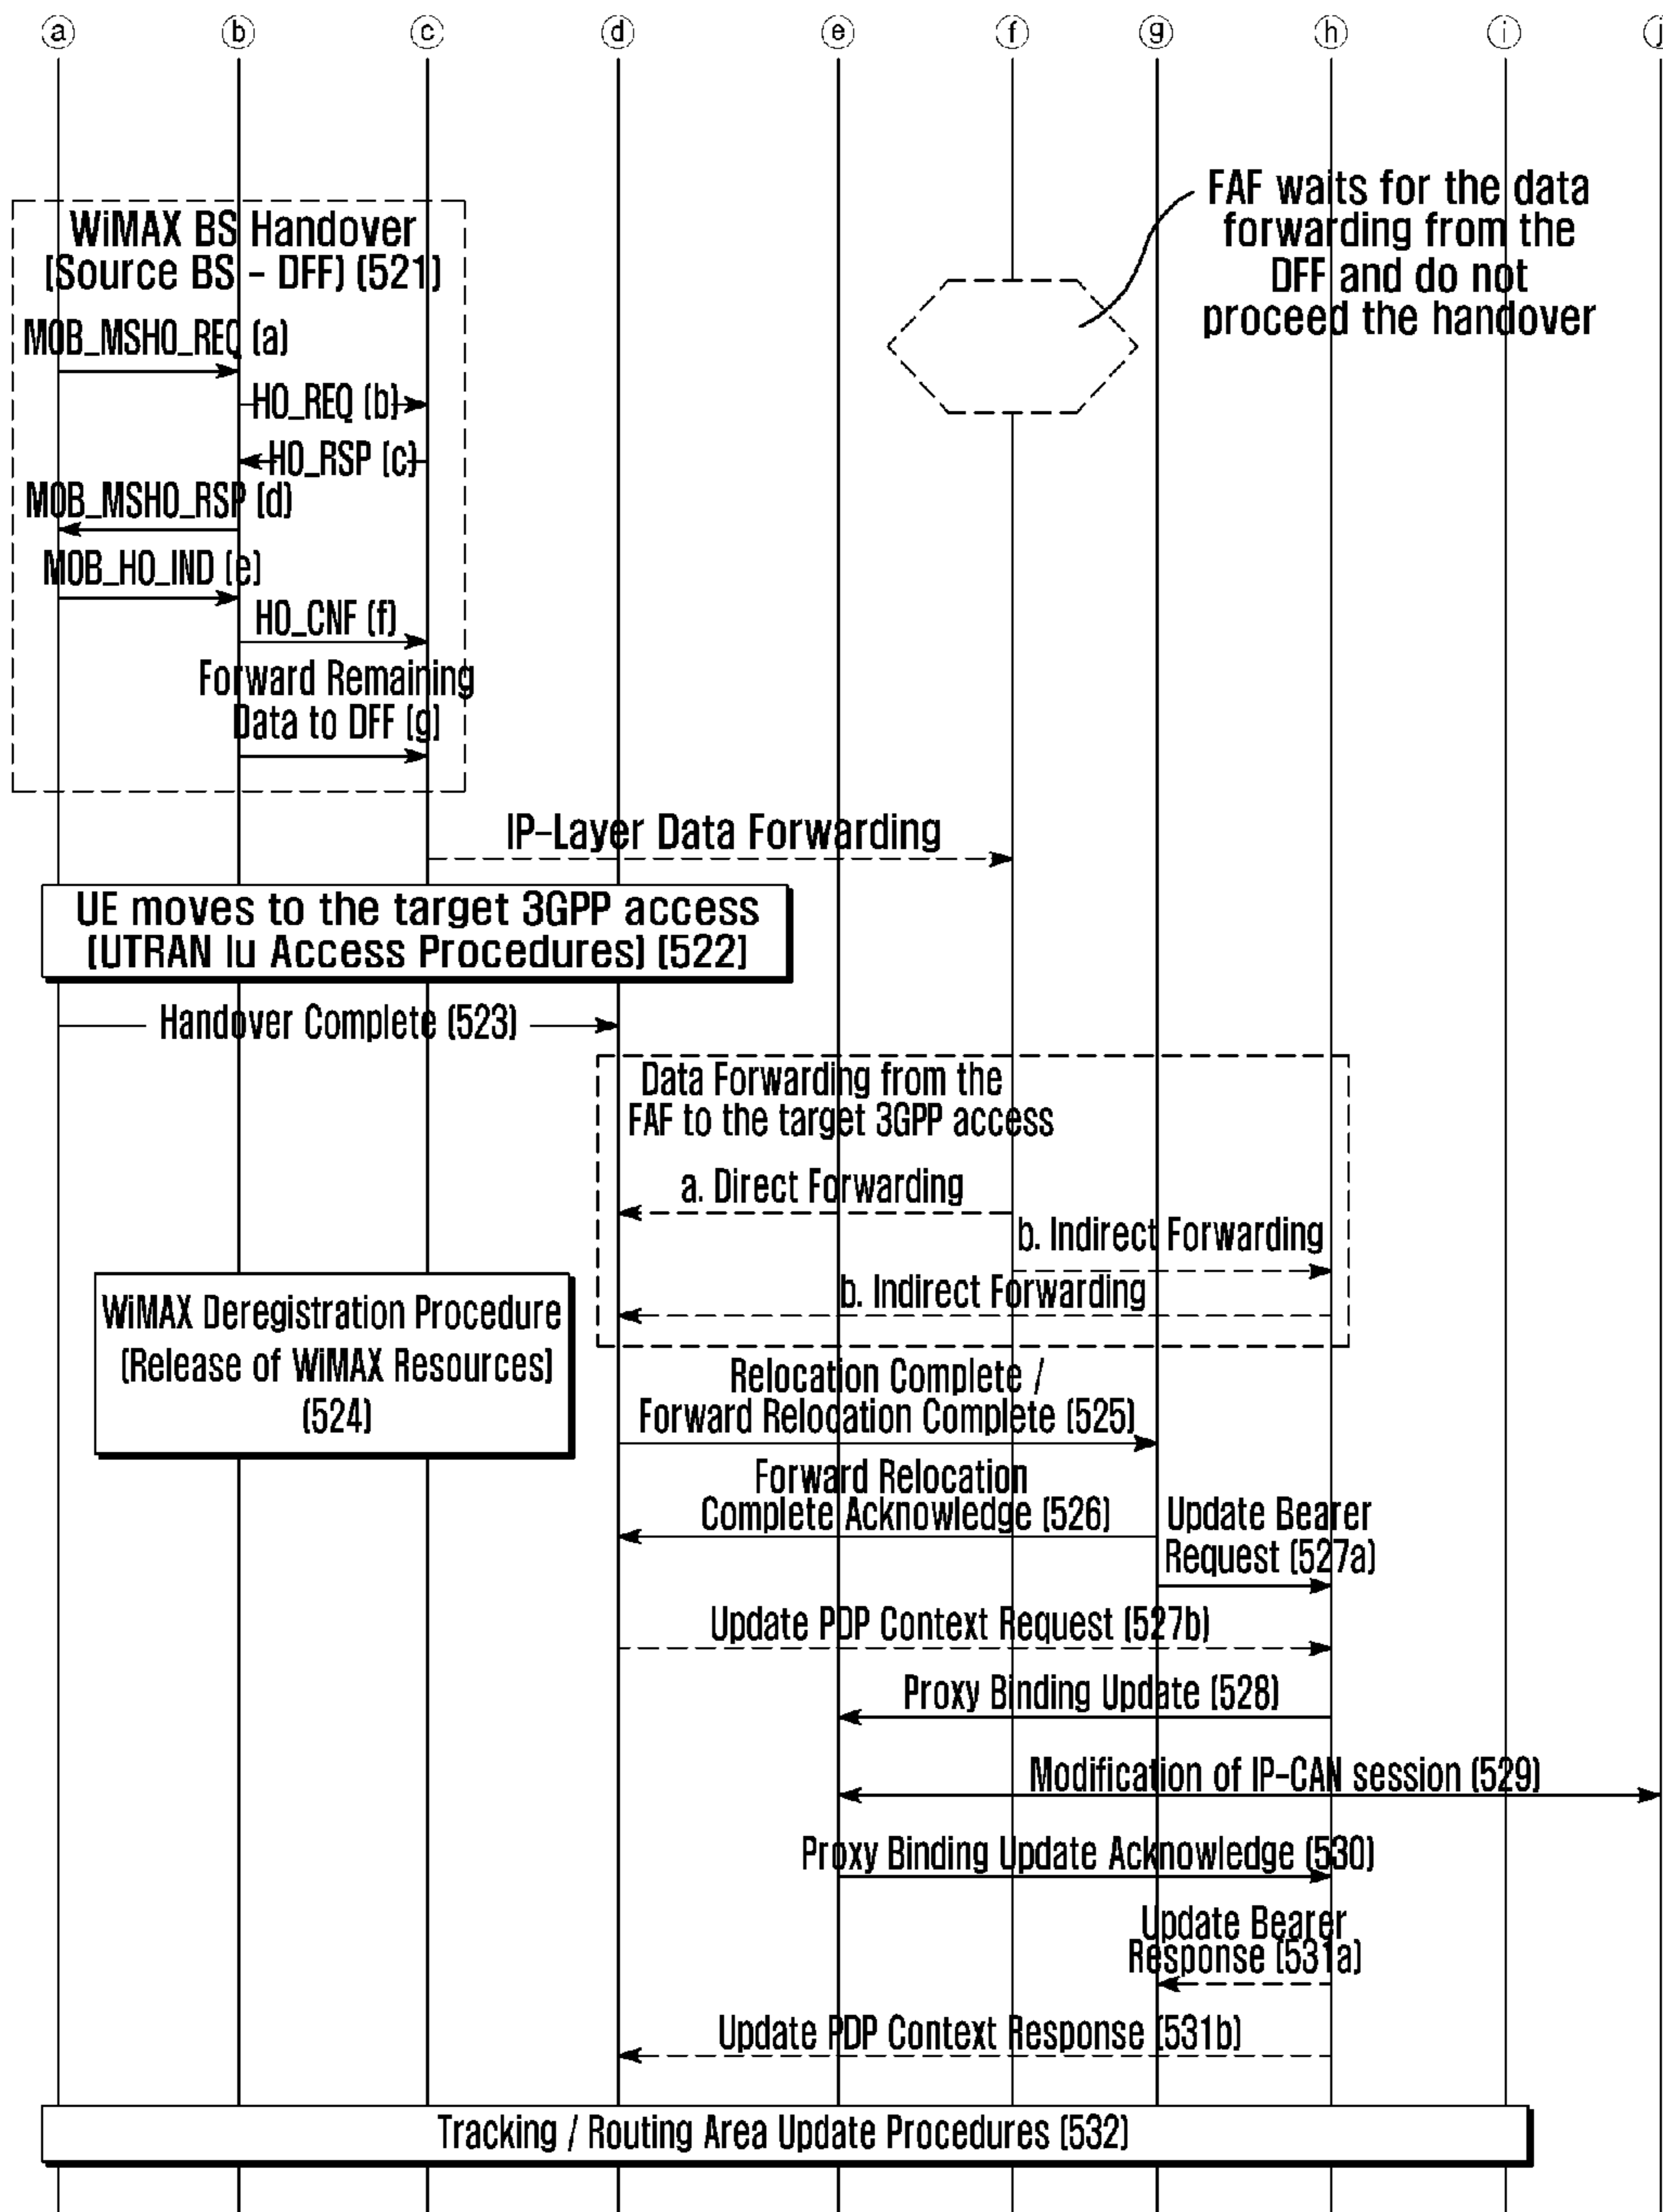 ⓐ ⓑ ⓒ ⓓ ⓔ ⓕ ⓖ ⓗ ⓘ ⓙ
FAF waits for the data
forwarding from the
DFF and do not
proceed the handover
WiMAX BS Handover
(Source BS - DFF) (521)
MOB_MSHO_REQ (a)
HO_REQ (b)
HO_RSP (c)
MOB_MSHO_RSP (d)
MOB_HO_IND (e)
HO_CNF (f)
Forward Remaining
Data to DFF (g)
IP-Layer Data Forwarding
UE moves to the target 3GPP access
(UTRAN Iu Access Procedures) (522)
Handover Complete (523)
Data Forwarding from the
FAF to the target 3GPP access
a. Direct Forwarding
b. Indirect Forwarding
b. Indirect Forwarding
WiMAX Deregistration Procedure
(Release of WiMAX Resources)
(524)
Relocation Complete /
Forward Relocation Complete (525)
Forward Relocation
Complete Acknowledge (526)
Update Bearer
Request (527a)
Update PDP Context Request (527b)
Proxy Binding Update (528)
Modification of IP-CAN session (529)
Proxy Binding Update Acknowledge (530)
Update Bearer
Response (531a)
Update PDP Context Response (531b)
Tracking / Routing Area Update Procedures (532)